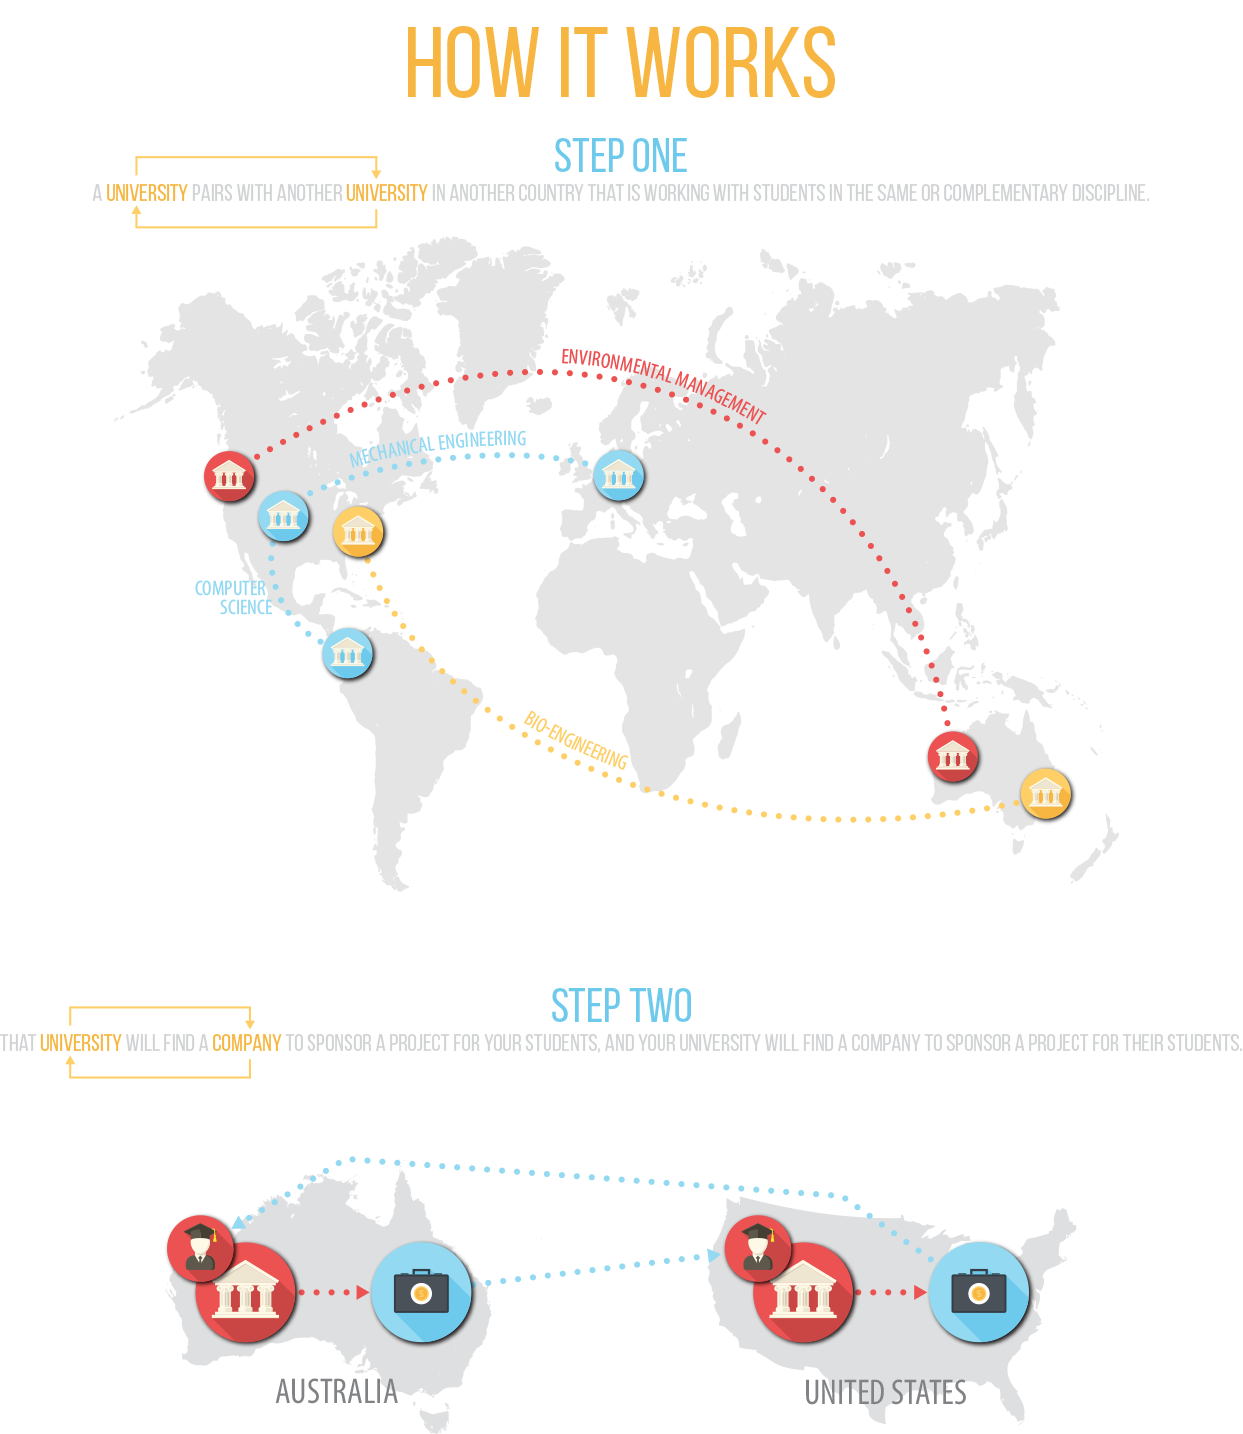 HOW IT WORKS
STEP ONE
A UNIVERSITY PAIRS WITH ANOTHER UNIVERSITY IN ANOTHER COUNTRY THAT IS WORKING WITH STUDENTS IN THE SAME OR COMPLEMENTARY DISCIPLINE.
ENVIRONMENTAL MANAGEMENT
MECHANICAL ENGINEERING
COMPUTER
SCIENCE
BIO-ENGINEERING
STEP TWO
THAT UNIVERSITY WILL FIND A COMPANY TO SPONSOR A PROJECT FOR YOUR STUDENTS, AND YOUR UNIVERSITY WILL FIND A COMPANY TO SPONSOR A PROJECT FOR THEIR STUDENTS.
AUSTRALIA
UNITED STATES